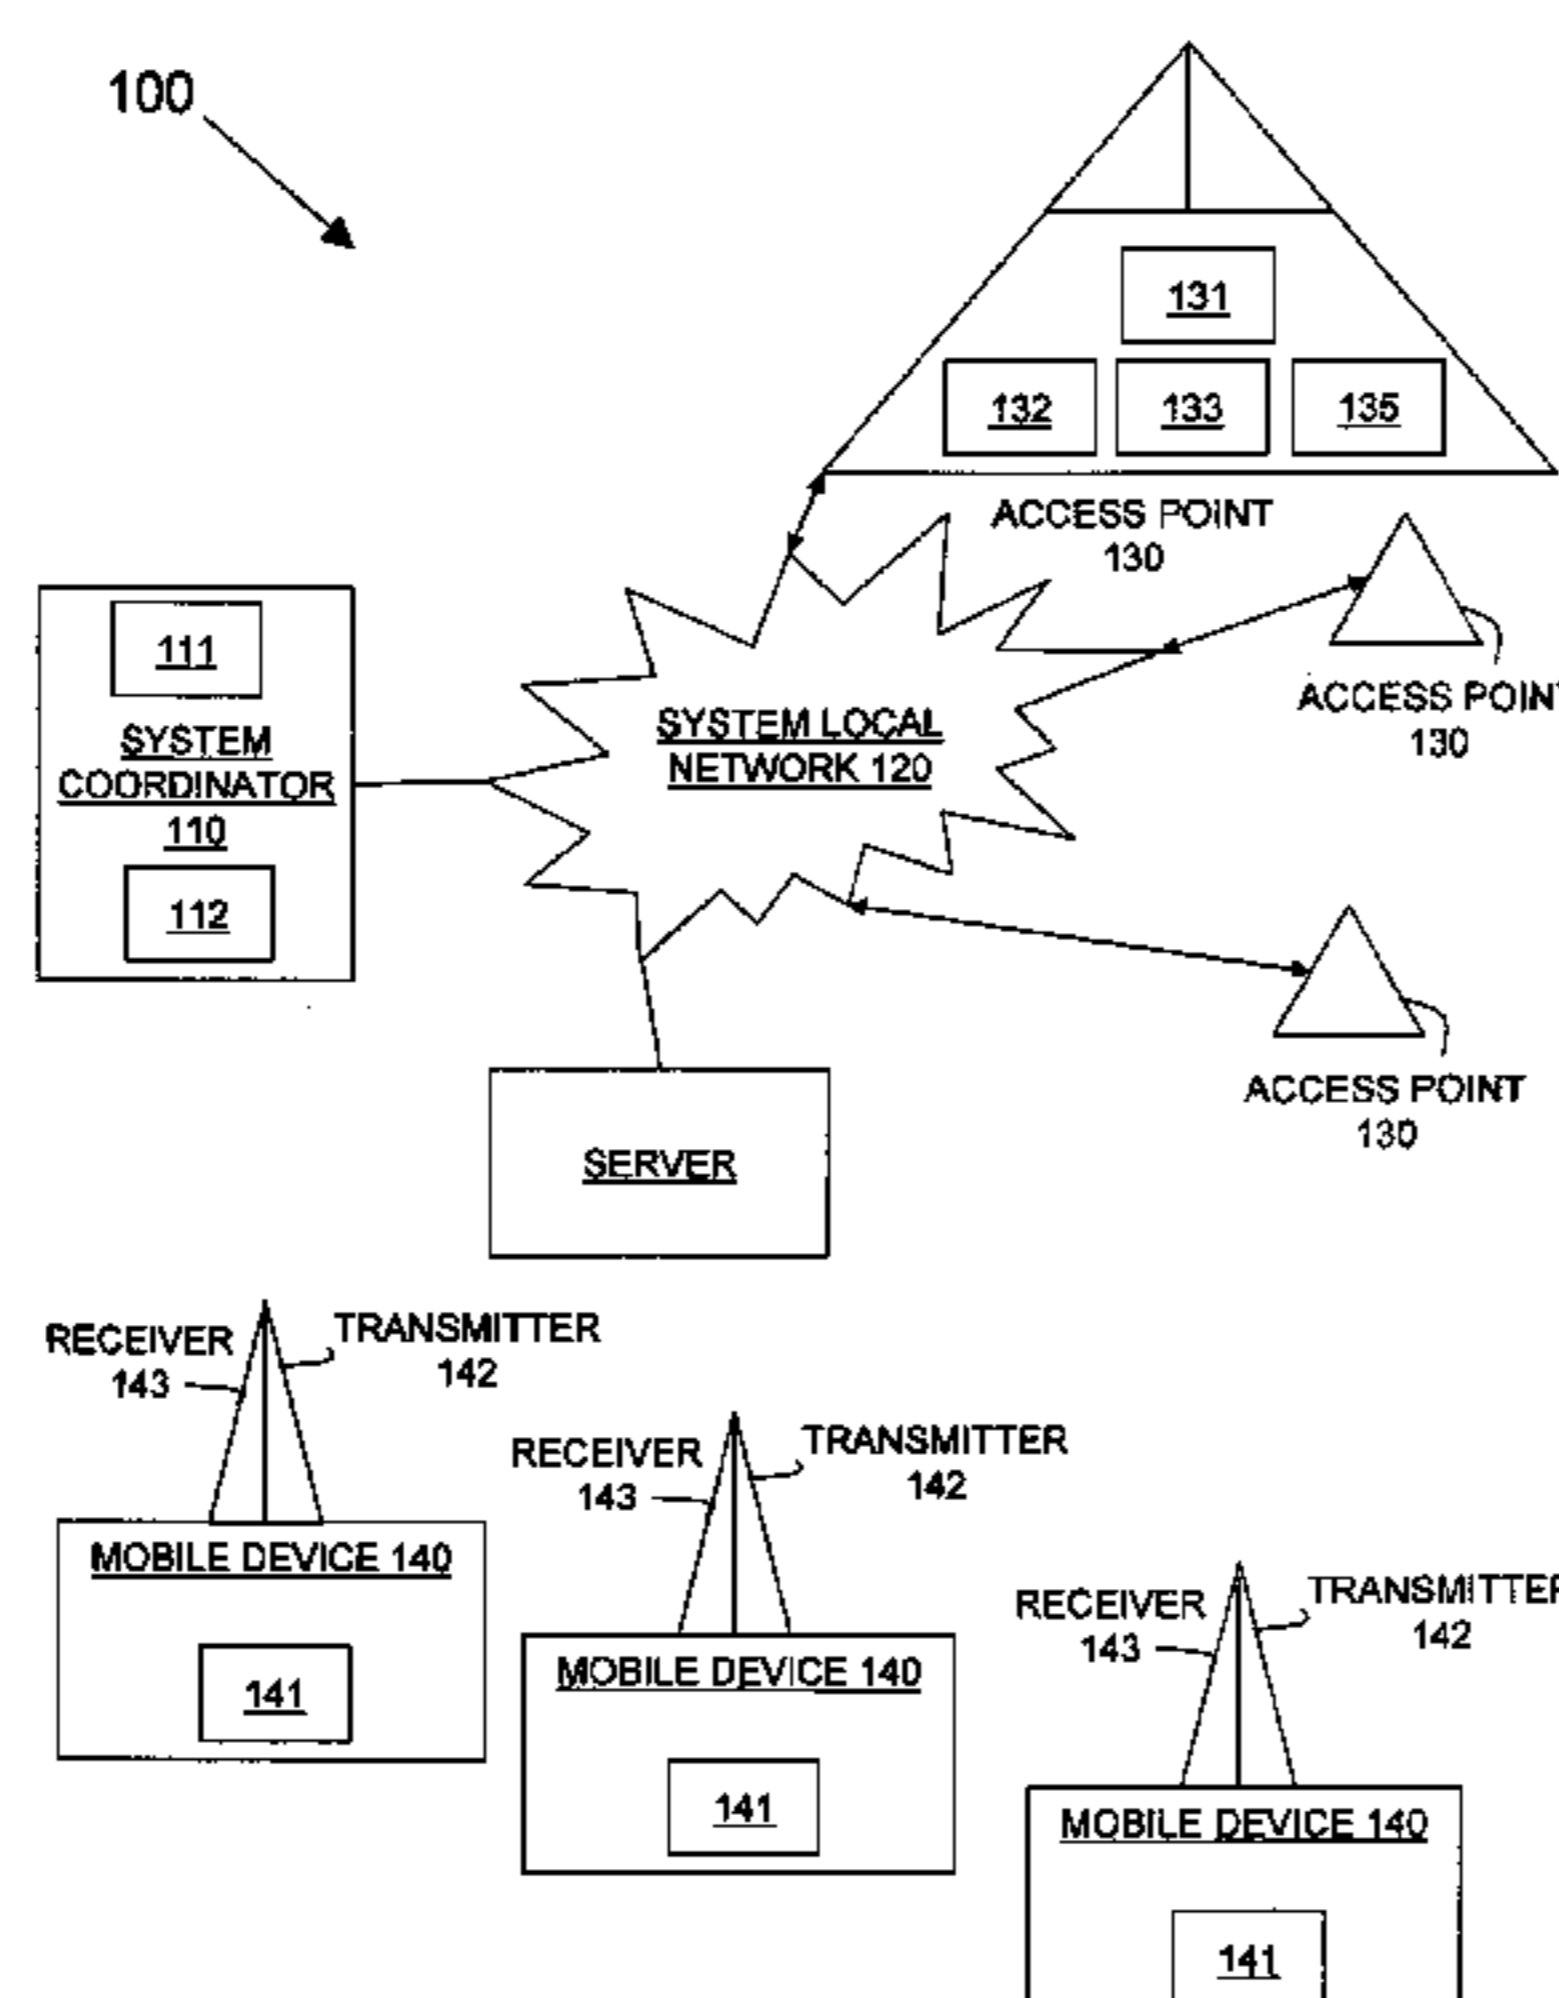 100
131
132
133
135
ACCESS POINT
130
111
SYSTEM
COORDINATOR
110
112
SYSTEM LOCAL
NETWORK 120
ACCESS POINT
130
ACCESS POINT
130
SERVER
RECEIVER
143
TRANSMITTER
142
MOBILE DEVICE 140
141
RECEIVER
143
TRANSMITTER
142
MOBILE DEVICE 140
141
RECEIVER
143
TRANSMITTER
142
MOBILE DEVICE 140
141